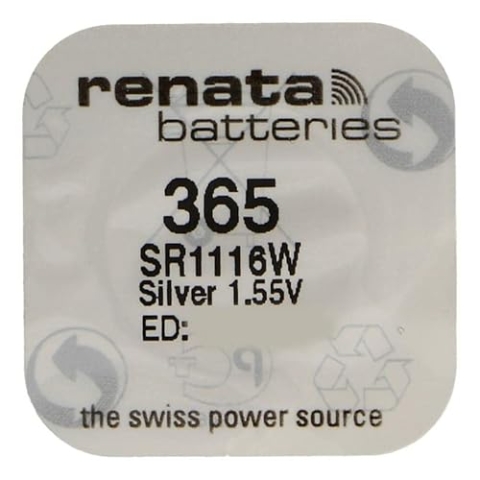 renata
batteries
365
SR1116W
Silver 1.55V
ED:
the swiss power source